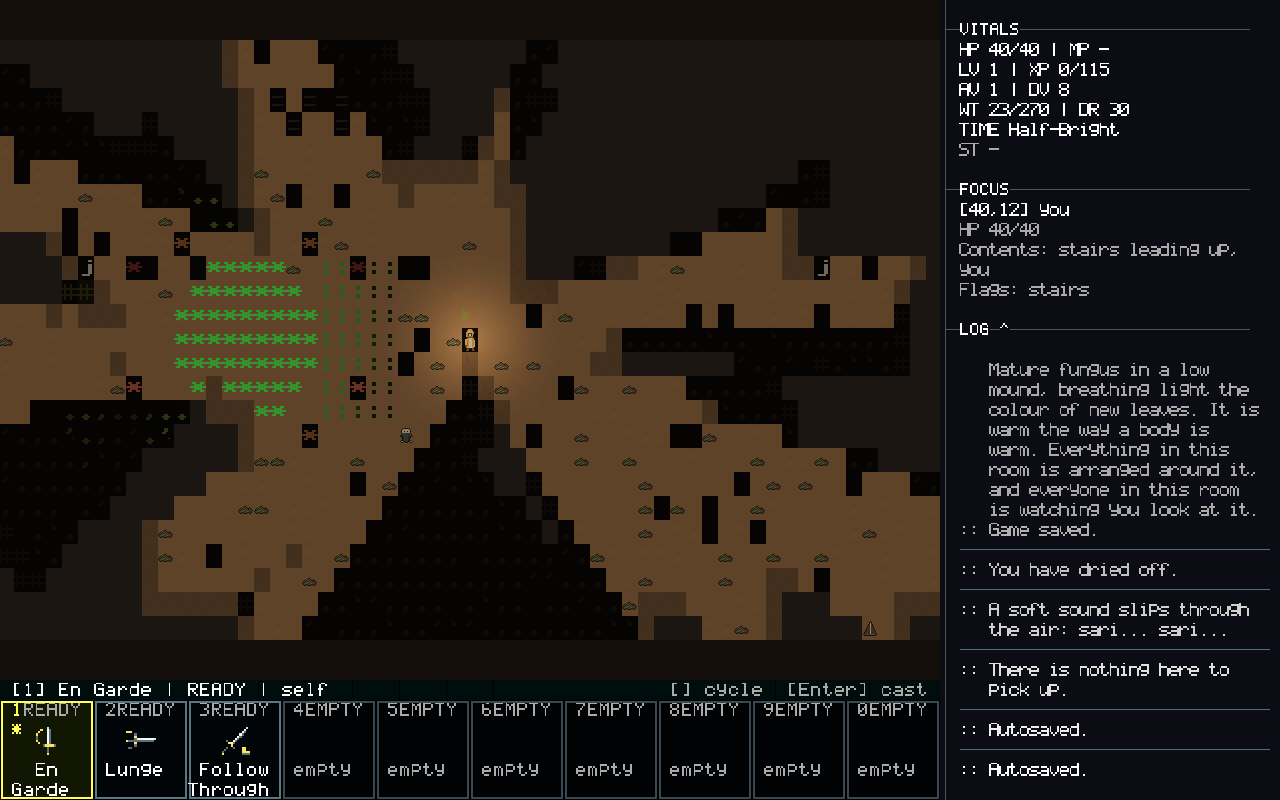 VITALS
HP 40/40 | MP -
LV 1 | XP 0/115
AV 1 | DV 8
WT 23/270 | DR 30
TIME Half-Bright
ST -
FOCUS
[40,12] You
HP 40/40
Contents: stairs leading up,
you
Flags: stairs
LOG ^
Mature fungus in a low
mound, breathing light the
colour of new leaves. It is
warm the way a body is
warm. Everything in this
room is arranged around it,
and everyone in this room
is watching you look at it.
:: Game saved.
:: You have dried off.
:: A soft sound slips through
the air: sari... sari...
:: There is nothing here to
pick up.
:: Autosaved.
:: Autosaved.
j
j
[1] En Garde | READY | self
[] cycle [Enter] cast
1READY 2READY 3READY 4EMPTY 5EMPTY 6EMPTY 7EMPTY 8EMPTY 9EMPTY 0EMPTY
*
En Lunge Follow empty empty empty empty empty empty empty
Garde Through